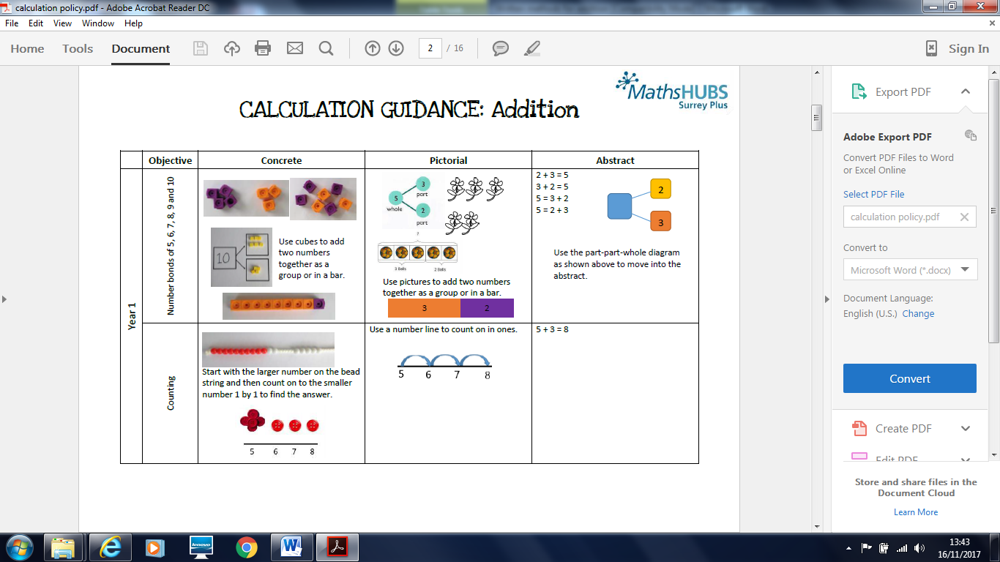 calculation policy.pdf - Adobe Acrobat Reader DC
File Edit View Window Help
Home Tools Document 2 / 16 Sign In
MathsHUBS
Surrey Plus
CALCULATION GUIDANCE: Addition
Objective Concrete Pictorial Abstract
Year 1
Number bonds of 5, 6, 7, 8, 9 and 10
10
Use cubes to add
two numbers
together as a
group or in a bar.
3
part
5
whole
2
part
?
3 Balls 2 Balls
Use pictures to add two numbers
together as a group or in a bar.
3 2
2 + 3 = 5
3 + 2 = 5
5 = 3 + 2
5 = 2 + 3
2
3
Use the part-part-whole diagram
as shown above to move into the
abstract.
Counting
Start with the larger number on the bead
string and then count on to the smaller
number 1 by 1 to find the answer.
5 6 7 8
Use a number line to count on in ones.
5 6 7 8
5 + 3 = 8
Export PDF
Adobe Export PDF
Convert PDF Files to Word
or Excel Online
Select PDF File
calculation policy.pdf
Convert to
Microsoft Word (*.docx)
Document Language:
English (U.S.) Change
Convert
Create PDF
Edit PDF
Store and share files in the
Document Cloud
Learn More
lenovo
13:43
16/11/2017